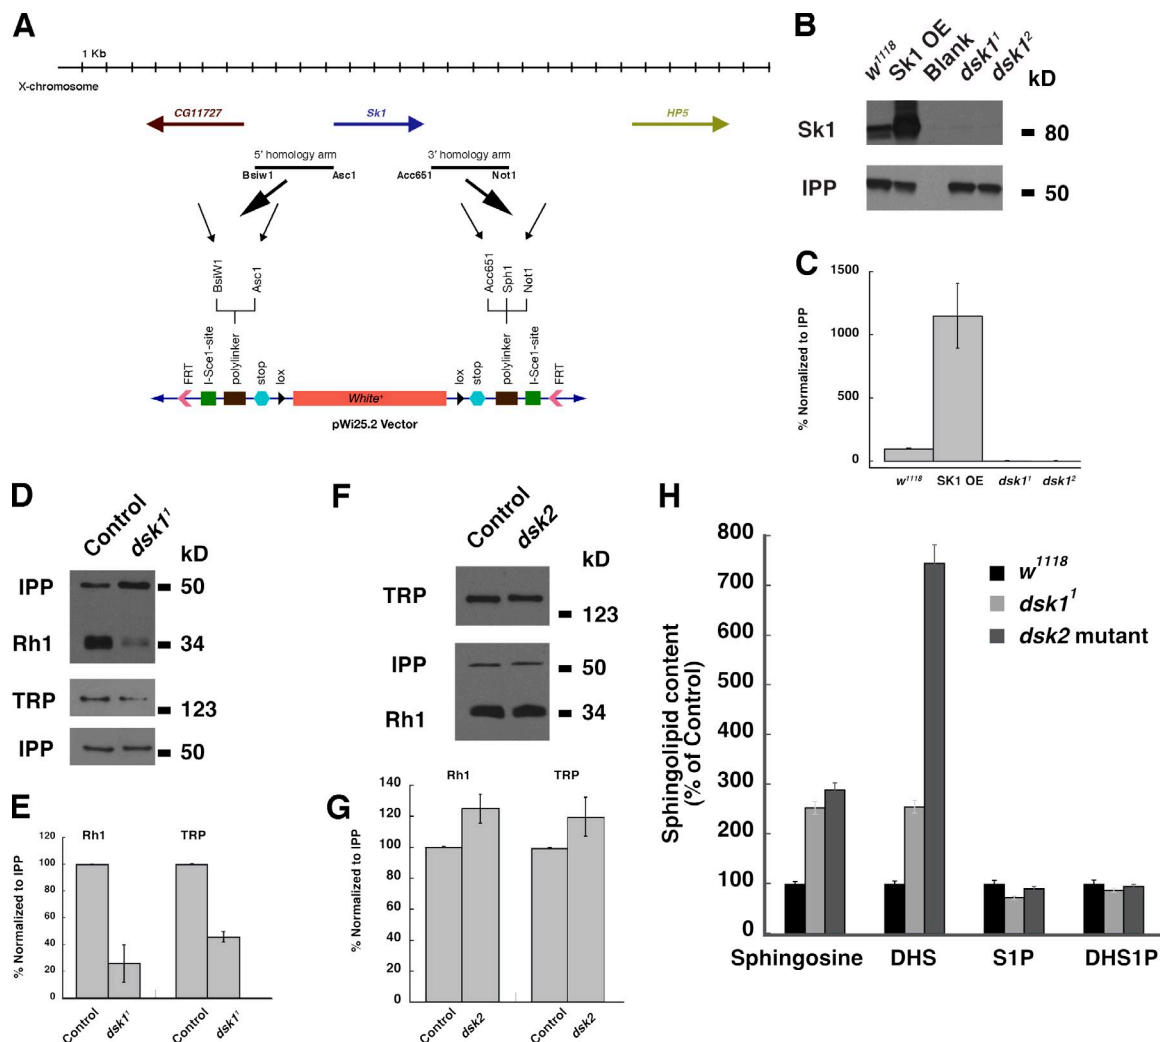 A
1 Kb
X-chromosome
CG11727
Sk1
HP5
5' homology arm
Bsiw1
Asc1
3' homology arm
Acc651
Not1
BsiW1
Asc1
Acc651
Sph1
Not1
FRT
I-Sce1-site
polylinker
stop
lox
lox
stop
polylinker
I-Sce1-site
FRT
White+
pWi25.2 Vector
B
w1118
Sk1 OE
Blank
dsk11
dsk12
kD
Sk1
80
IPP
50
C
% Normalized to IPP
1500
1000
500
0
w1118
SK1 OE
dsk11
dsk12
D
Control
dsk11
kD
IPP
50
Rh1
34
TRP
123
IPP
50
E
% Normalized to IPP
120
100
80
60
40
20
0
Rh1
TRP
Control
dsk11
Control
dsk11
F
Control
dsk2
kD
TRP
123
IPP
50
Rh1
34
G
% Normalized to IPP
140
120
100
80
60
40
20
0
Rh1
TRP
Control
dsk2
Control
dsk2
H
Sphingolipid content
(% of Control)
800
700
600
500
400
300
200
100
0
w1118
dsk11
dsk2 mutant
Sphingosine
DHS
S1P
DHS1P